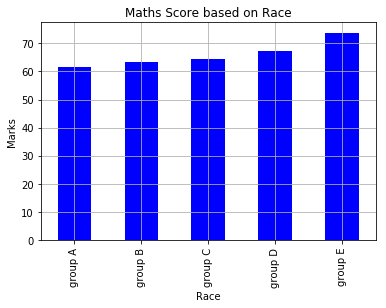 Maths Score based on Race
Marks
70
60
50
40
30
20
10
0
group A
group B
group C
group D
group E
Race